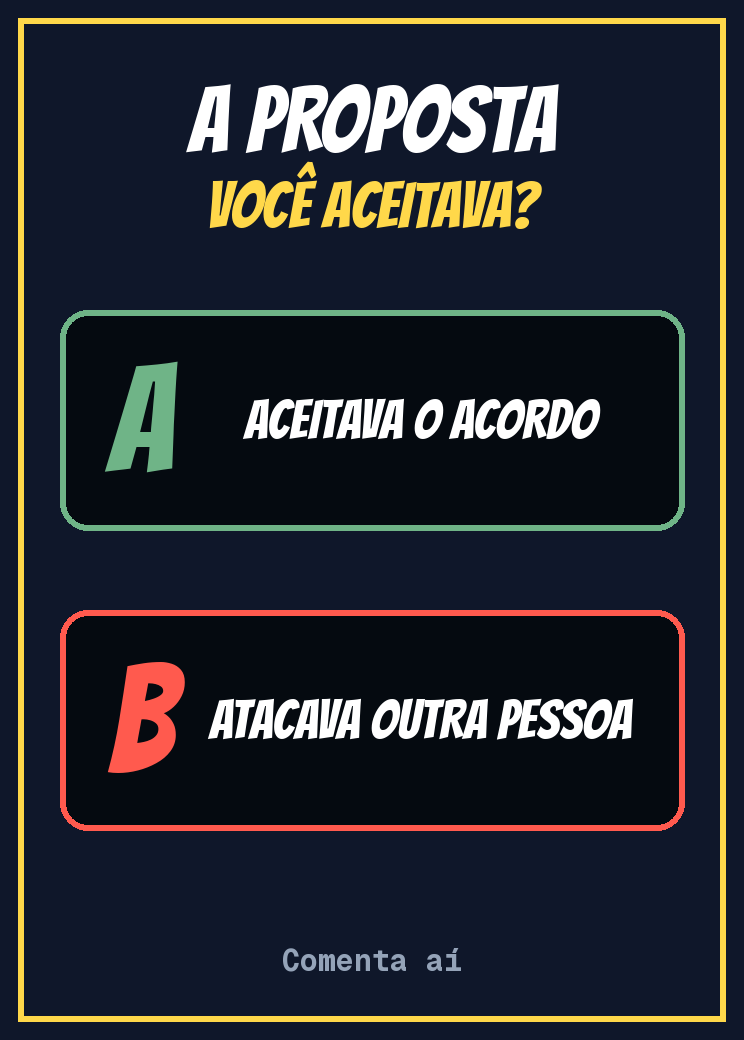 A PROPOSTA
VOCÊ ACEITAVA?
A
ACEITAVA O ACORDO
B
ATACAVA OUTRA PESSOA
Comenta aí